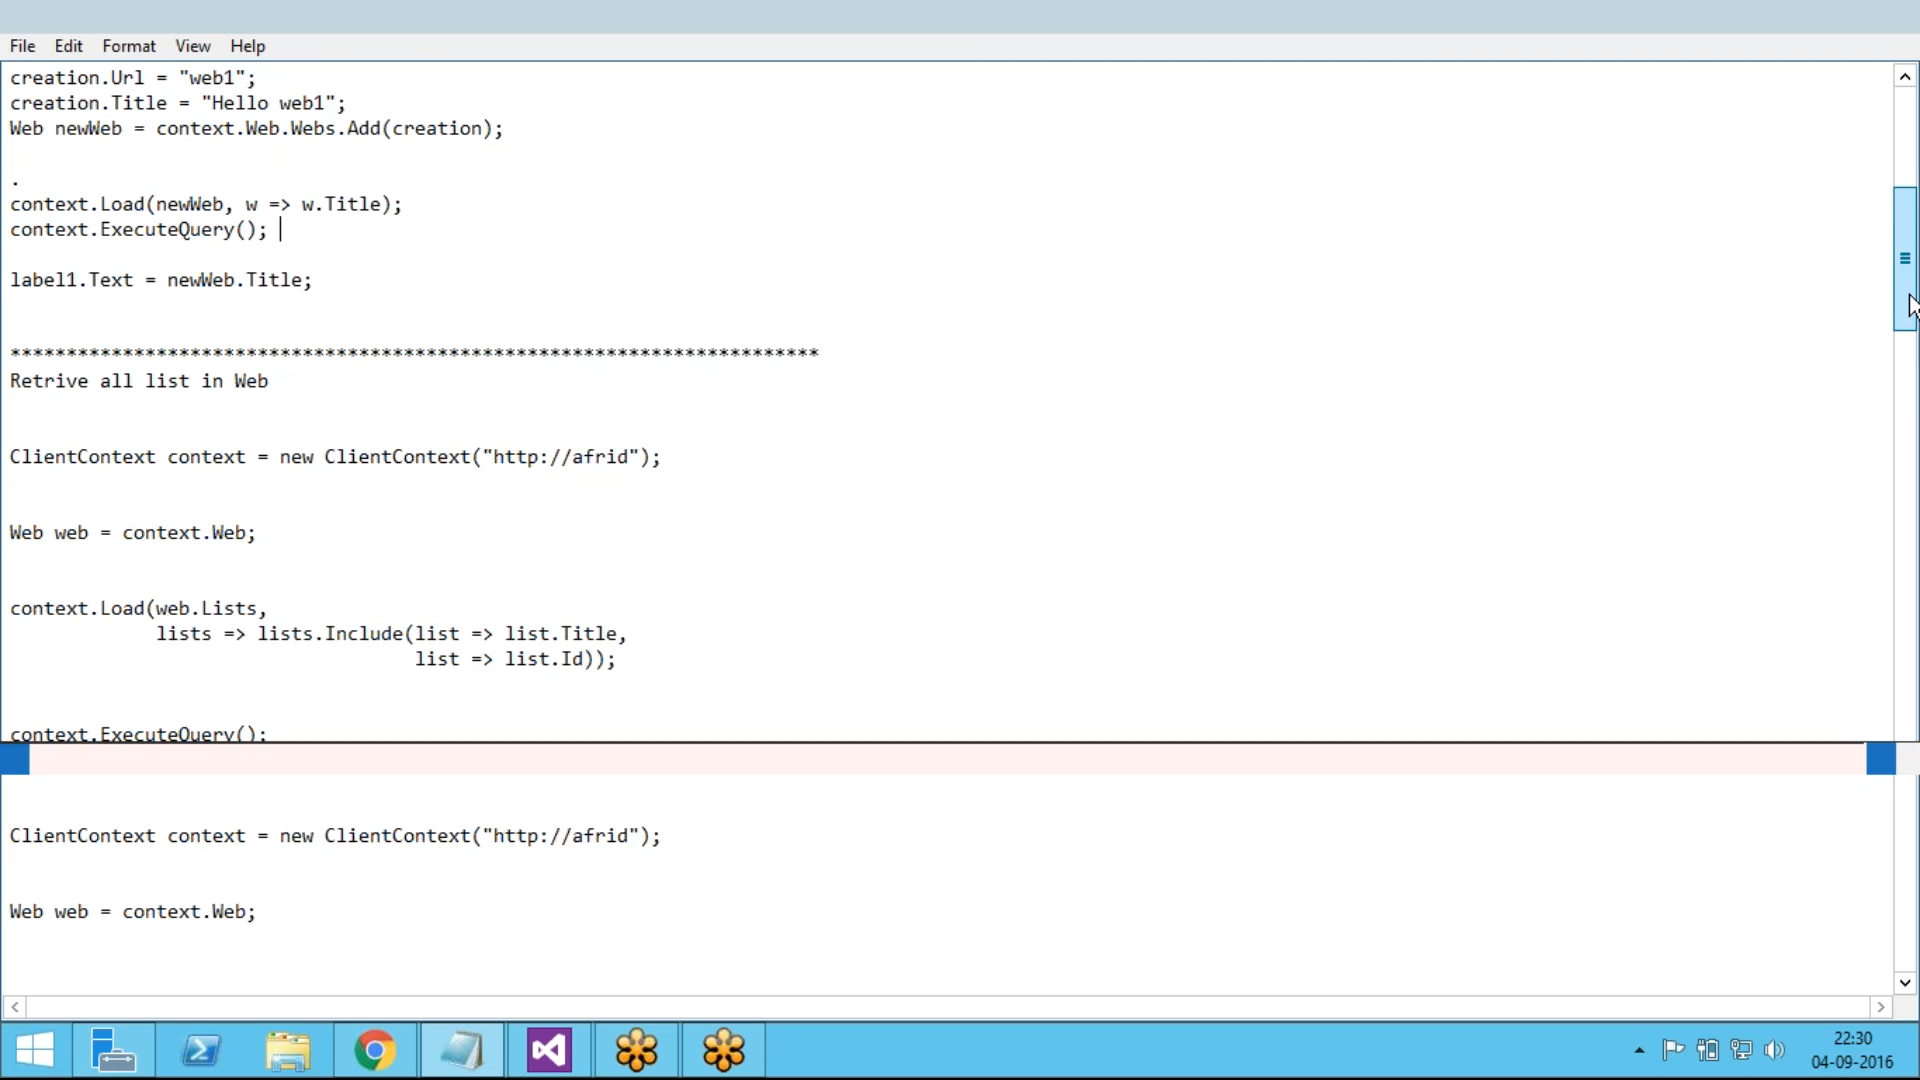 File Edit Format View Help
creation.Url = "web1";
creation.Title = "Hello web1";
Web newWeb = context.Web.Webs.Add(creation);
.
context.Load(newWeb, w => w.Title);
context.ExecuteQuery();
label1.Text = newWeb.Title;
************************************************************************
Retrive all list in Web
ClientContext context = new ClientContext("http://afrid");
Web web = context.Web;
context.Load(web.Lists,
lists => lists.Include(list => list.Title,
list => list.Id));
context.ExecuteQuery();
ClientContext context = new ClientContext("http://afrid");
Web web = context.Web;
22:30
04-09-2016